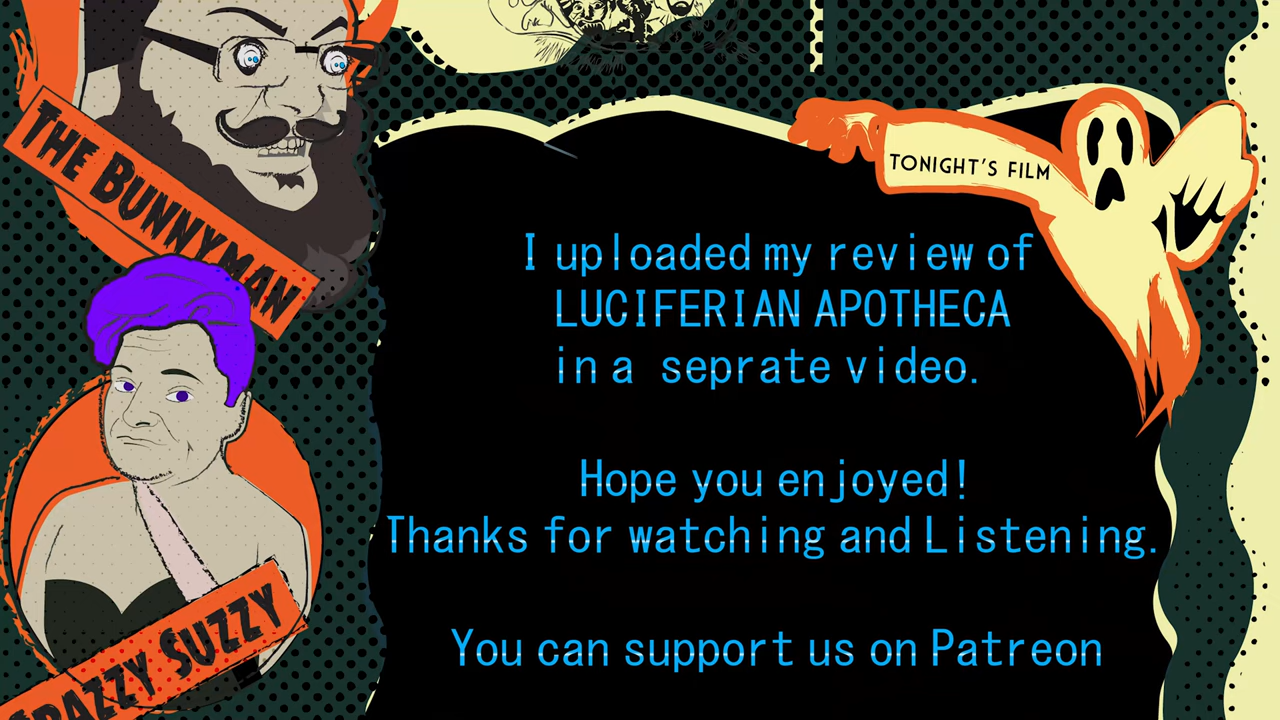 THE BUNNYMAN
TONIGHT'S FILM
I uploaded my review of
LUCIFERIAN APOTHECA
in a seprate video.
Hope you enjoyed!
Thanks for watching and Listening.
You can support us on Patreon
SUZZY